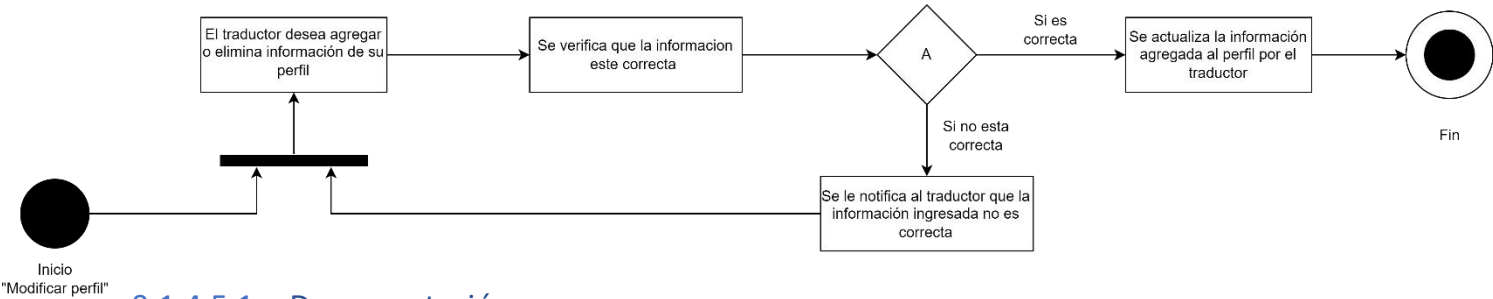 El traductor desea agregar
o elimina información de su
perfil
Se verifica que la informacion
este correcta
A
Si es
correcta
Se actualiza la información
agregada al perfil por el
traductor
Fin
Si no esta
correcta
Se le notifica al traductor que la
información ingresada no es
correcta
Inicio
"Modificar perfil"